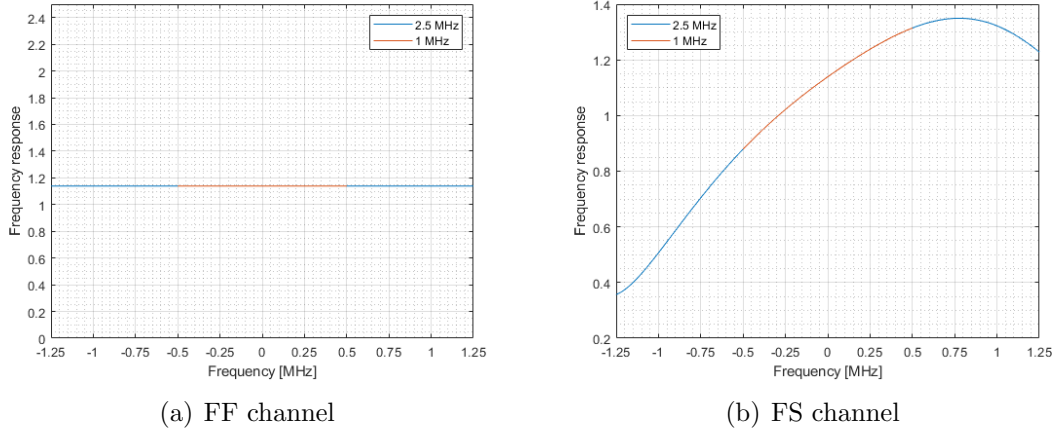 2.4
2.2
2
1.8
1.6
1.4
1.2
1
0.8
0.6
0.4
0.2
0
Frequency response
2.5 MHz
1 MHz
-1.25 -1 -0.75 -0.5 -0.25 0 0.25 0.5 0.75 1 1.25
Frequency [MHz]
(a) FF channel
1.4
1.2
1
0.8
0.6
0.4
0.2
Frequency response
2.5 MHz
1 MHz
-1.25 -1 -0.75 -0.5 -0.25 0 0.25 0.5 0.75 1 1.25
Frequency [MHz]
(b) FS channel